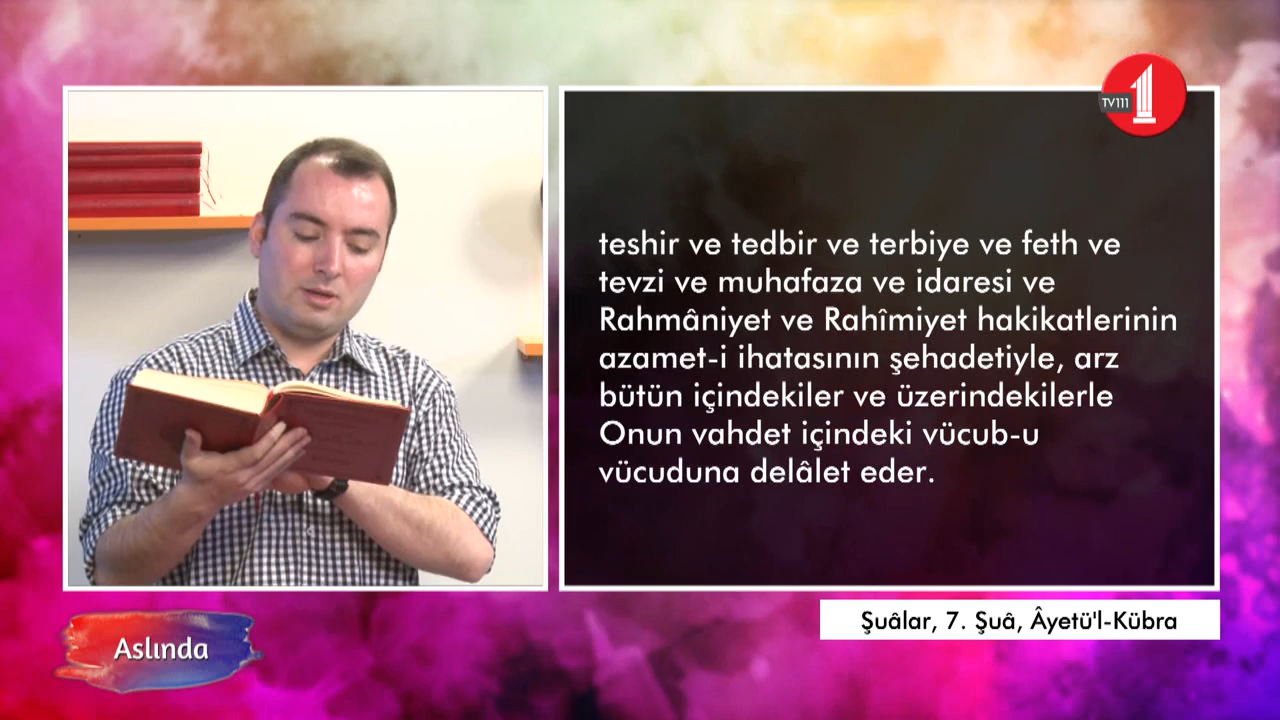 TV111
1
teshir ve tedbir ve terbiye ve feth ve
tevzi ve muhafaza ve idaresi ve
Rahmâniyet ve Rahîmiyet hakikatlerinin
azamet-i ihatasının şehadetiyle, arz
bütün içindekiler ve üzerindekilerle
Onun vahdet içindeki vücub-u
vücuduna delâlet eder.
Şuâlar, 7. Şuâ, Âyetü'l-Kübra
Aslında